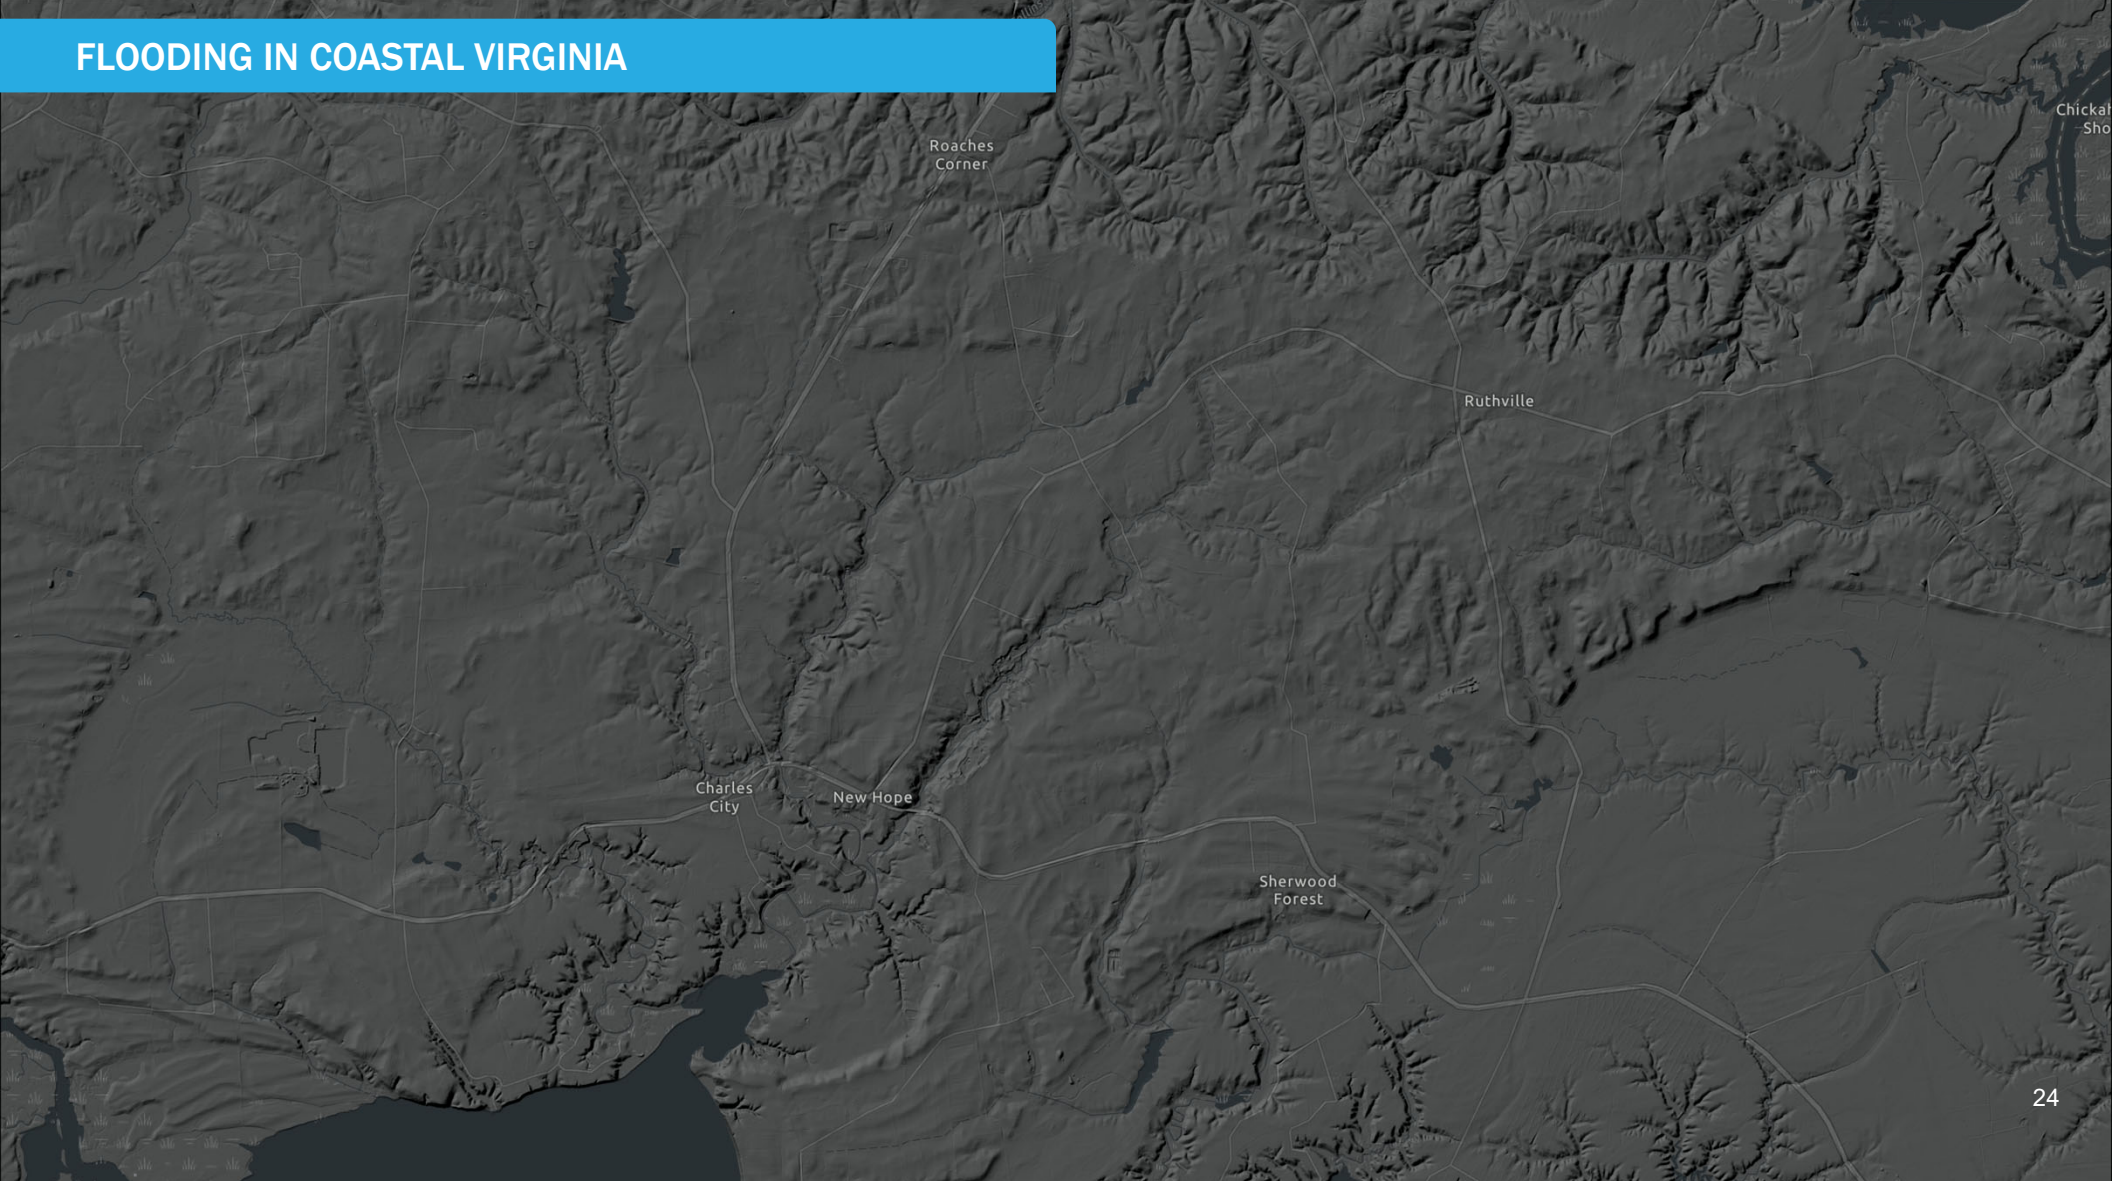 FLOODING IN COASTAL VIRGINIA
Roaches
Corner
Ruthville
Charles
City
New Hope
Sherwood
Forest
24